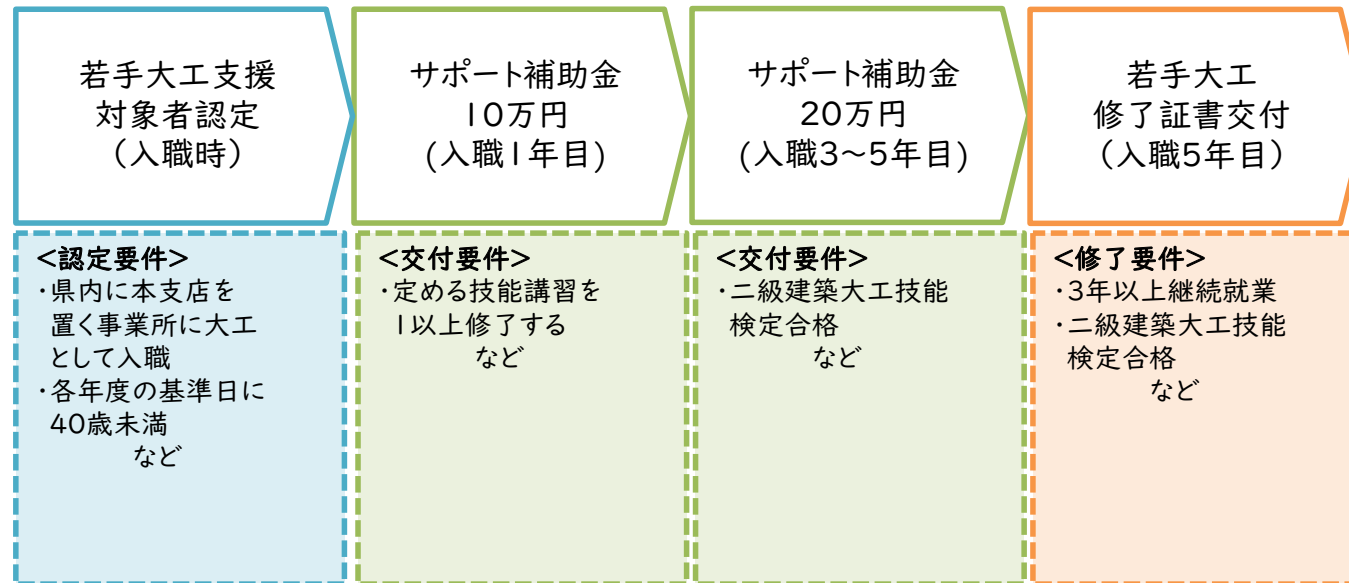 若手大工支援
対象者認定
（入職時）
サポート補助金
10万円
(入職1年目)
サポート補助金
20万円
(入職3～5年目)
若手大工
修了証書交付
（入職5年目）
<認定要件>
・県内に本支店を
置く事業所に大工
として入職
・各年度の基準日に
40歳未満
など
<交付要件>
・定める技能講習を
1以上修了する
など
<交付要件>
・二級建築大工技能
検定合格
など
<修了要件>
・3年以上継続就業
・二級建築大工技能
検定合格
など